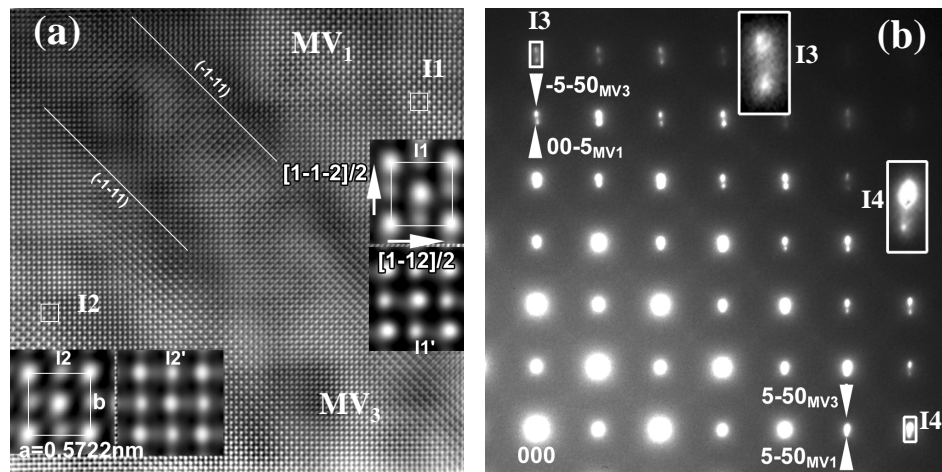 (a)
MV1
I1
(-1-11)
(-1-11)
I1
[1-1-2]/2
[1-12]/2
I1'
I2
I2
I2'
b
a=0.5722nm
MV3
(b)
I3
I3
-5-50MV3
00-5MV1
I4
5-50MV3
I4
000
5-50MV1